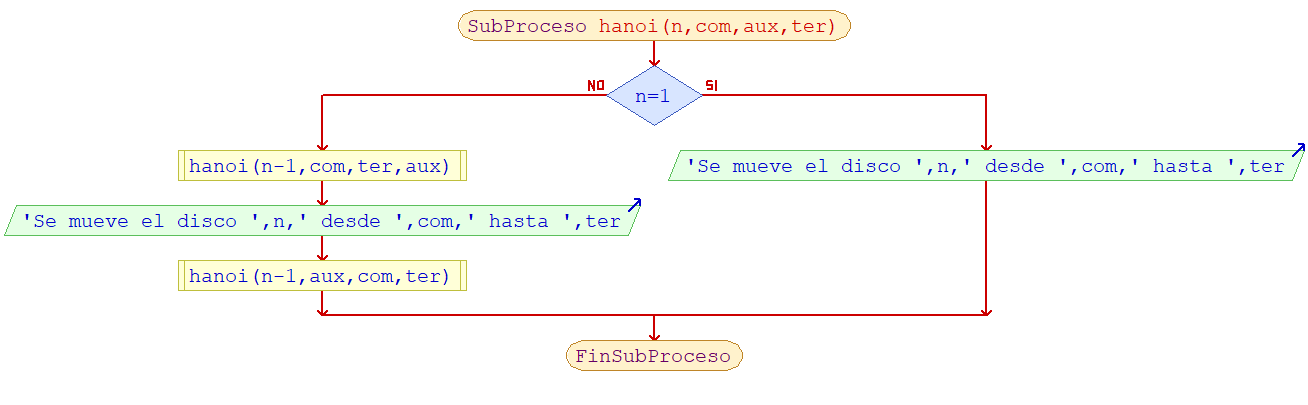 SubProceso hanoi(n,com,aux,ter)
NO
SI
n=1
hanoi(n-1,com,ter,aux)
'Se mueve el disco ',n,' desde ',com,' hasta ',ter
'Se mueve el disco ',n,' desde ',com,' hasta ',ter
hanoi(n-1,aux,com,ter)
FinSubProceso